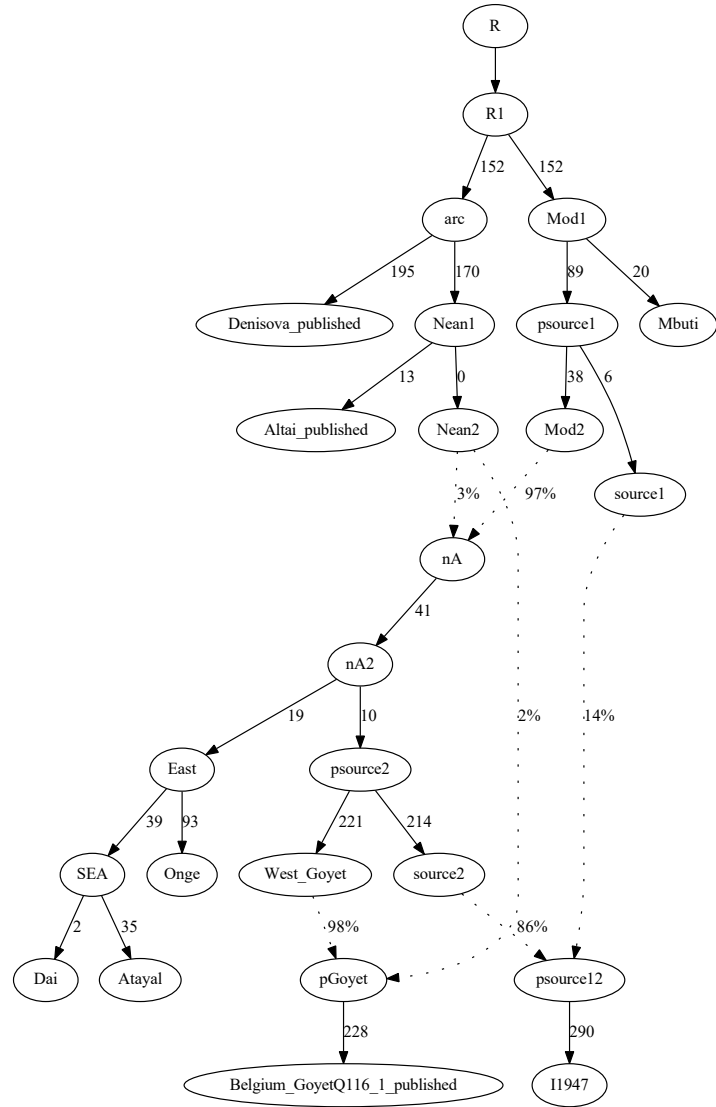 R
R1
152
152
arc
Mod1
195
170
89
20
Denisova_published
Nean1
psource1
Mbuti
13
0
38
6
Altai_published
Nean2
Mod2
source1
3%
97%
nA
41
nA2
19
10
2%
14%
East
psource2
39
93
221
214
SEA
Onge
West_Goyet
source2
2
35
98%
86%
Dai
Atayal
pGoyet
psource12
228
290
Belgium_GoyetQ116_1_published
I1947